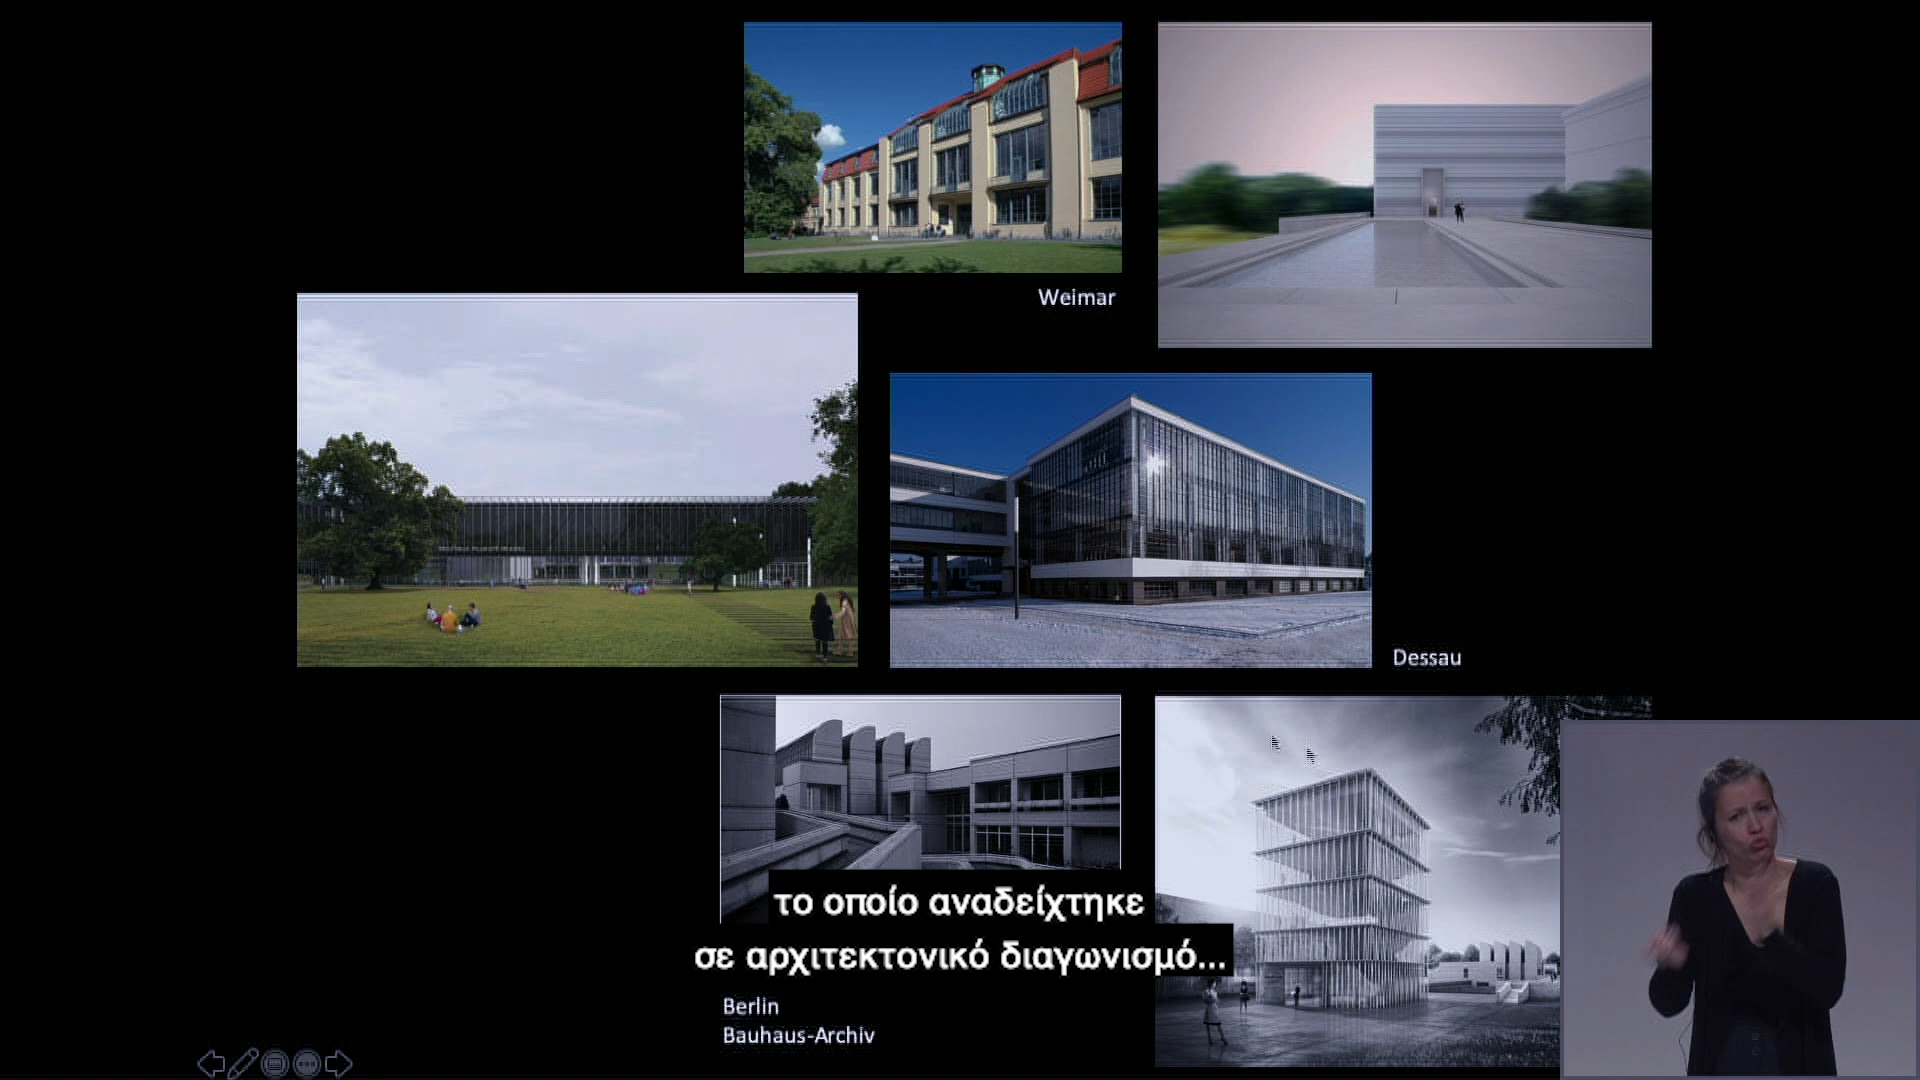 Weimar
Dessau
το οποίο αναδείχτηκε
σε αρχιτεκτονικό διαγωνισμό...
Berlin
Bauhaus-Archiv